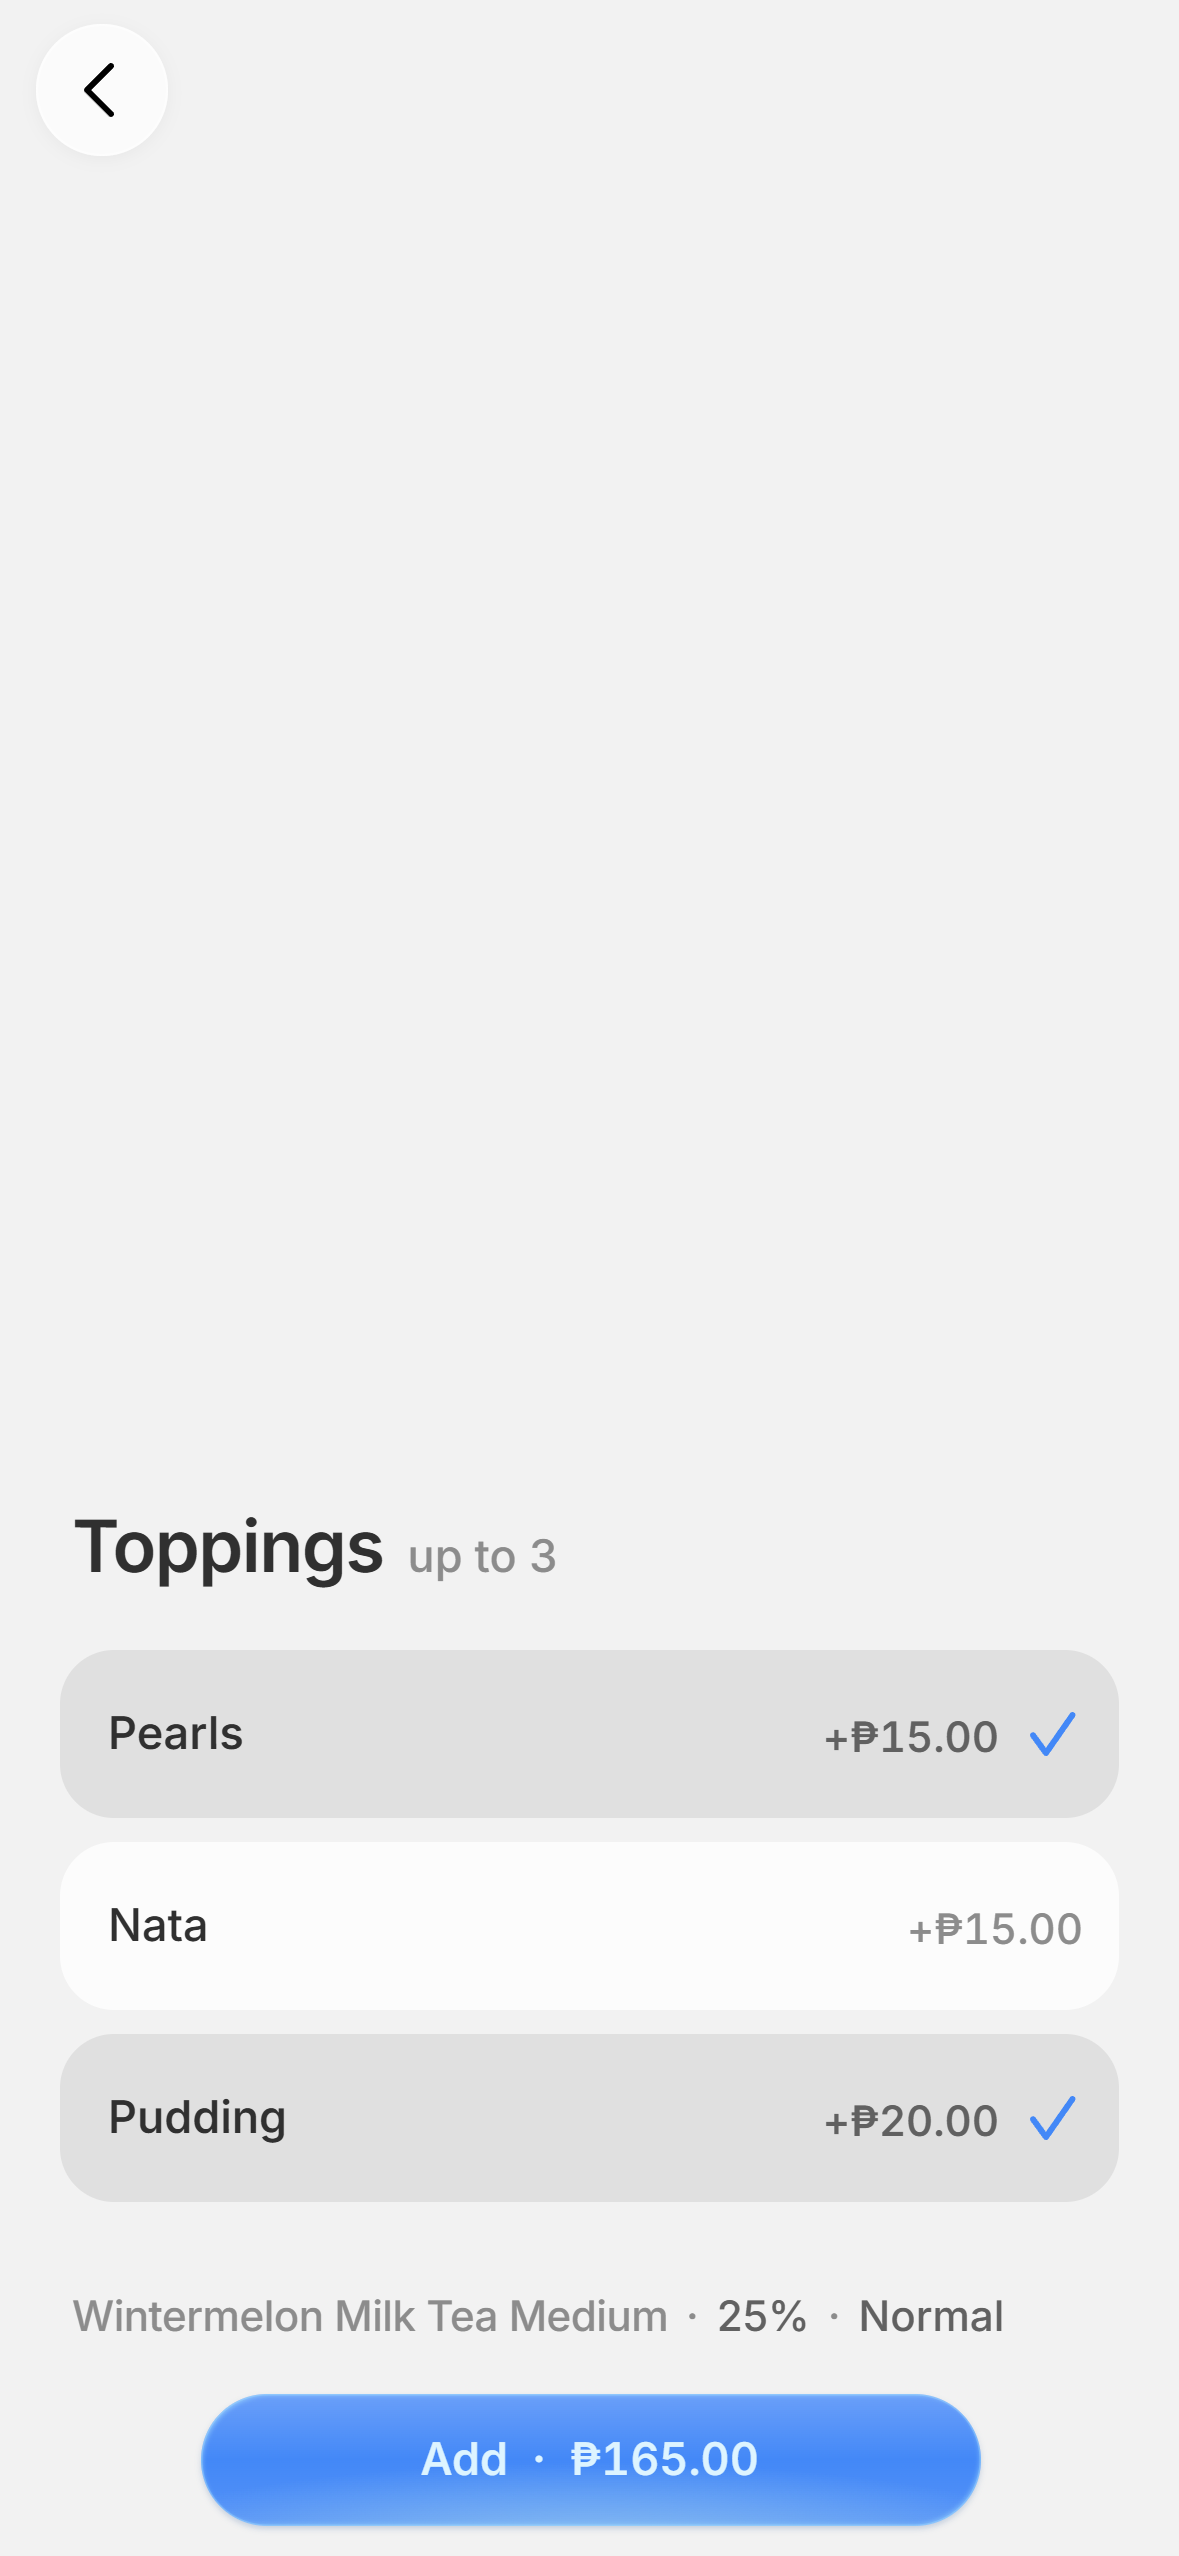 Toppings up to 3
Pearls +₱15.00
Nata +₱15.00
Pudding +₱20.00
Wintermelon Milk Tea Medium · 25% · Normal
Add · ₱165.00